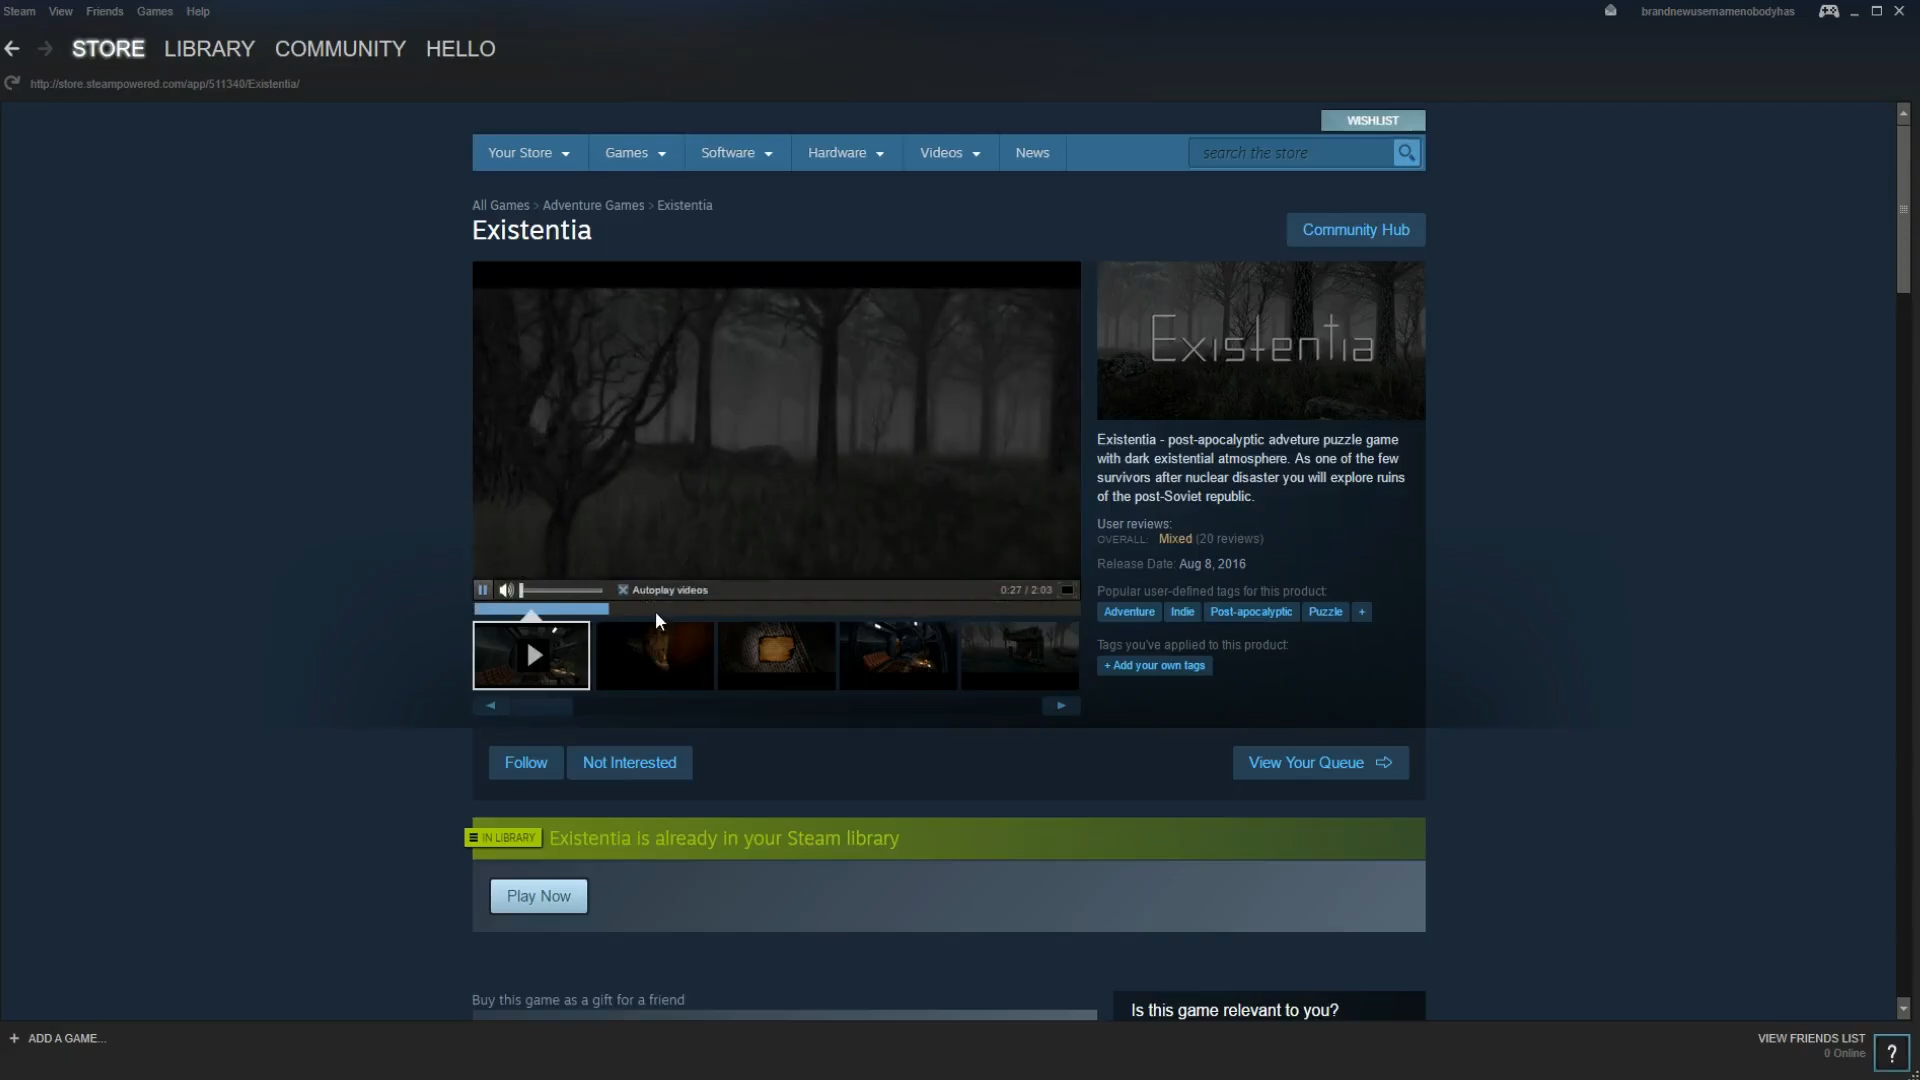 Steam View Friends Games Help
brandnewusernamenobodyhas
STORE LIBRARY COMMUNITY HELLO
http://store.steampowered.com/app/511340/Existentia/
WISHLIST
Your Store Games Software Hardware Videos News search the store
All Games > Adventure Games > Existentia
Existentia
Community Hub
Existentia
Existentia - post-apocalyptic adveture puzzle game
with dark existential atmosphere. As one of the few
survivors after nuclear disaster you will explore ruins
of the post-Soviet republic.
User reviews:
OVERALL: Mixed (20 reviews)
Release Date: Aug 8, 2016
Popular user-defined tags for this product:
Adventure Indie Post-apocalyptic Puzzle +
Tags you've applied to this product:
+ Add your own tags
Autoplay videos 0:27 / 2:03
Follow Not Interested View Your Queue
IN LIBRARY Existentia is already in your Steam library
Play Now
Buy this game as a gift for a friend
Is this game relevant to you?
+ ADD A GAME...
VIEW FRIENDS LIST
0 Online
?